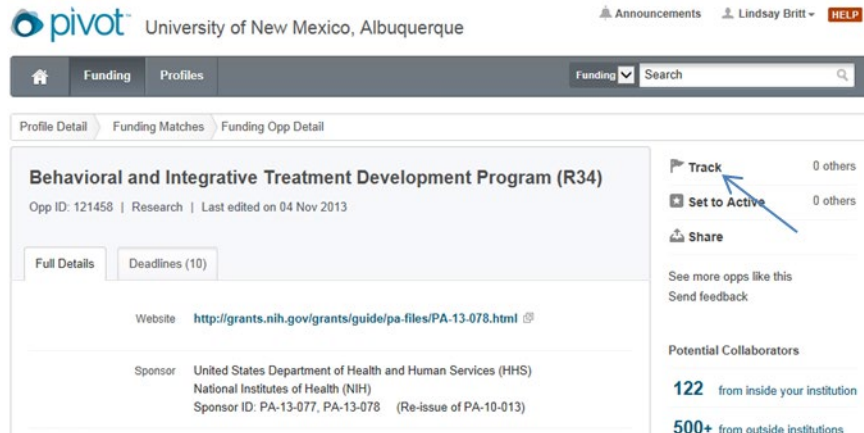 pivot University of New Mexico, Albuquerque
Announcements Lindsay Britt HELP
Funding Profiles Funding Search
Profile Detail Funding Matches Funding Opp Detail
Behavioral and Integrative Treatment Development Program (R34)
Opp ID: 121458 | Research | Last edited on 04 Nov 2013
Full Details Deadlines (10)
Website http://grants.nih.gov/grants/guide/pa-files/PA-13-078.html
Sponsor United States Department of Health and Human Services (HHS)
National Institutes of Health (NIH)
Sponsor ID: PA-13-077, PA-13-078 (Re-issue of PA-10-013)
Track 0 others
Set to Active 0 others
Share
See more opps like this
Send feedback
Potential Collaborators
122 from inside your institution
500+ from outside institutions